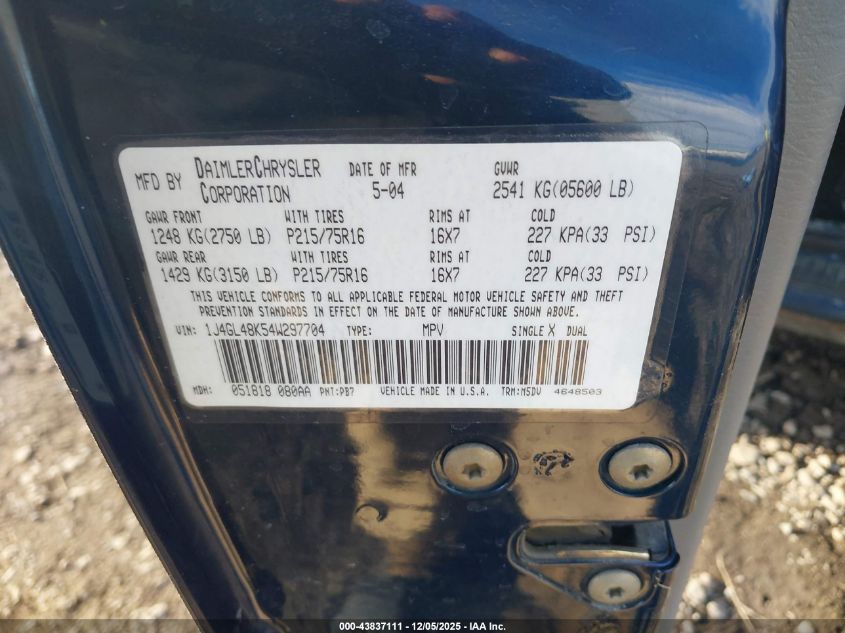 MFD BY DAIMLERCHRYSLER CORPORATION DATE OF MFR 5-04 GVWR 2541 KG(05600 LB)
GAWR FRONT WITH TIRES RIMS AT COLD
1248 KG(2750 LB) P215/75R16 16X7 227 KPA(33 PSI)
GAWR REAR WITH TIRES RIMS AT COLD
1429 KG(3150 LB) P215/75R16 16X7 227 KPA(33 PSI)
THIS VEHICLE CONFORMS TO ALL APPLICABLE FEDERAL MOTOR VEHICLE SAFETY AND THEFT
PREVENTION STANDARDS IN EFFECT ON THE DATE OF MANUFACTURE SHOWN ABOVE.
VIN: 1J4GL48K54W297704 TYPE: MPV SINGLE X DUAL
MDH: 051818 080AA PNT:PB7 VEHICLE MADE IN U.S.A. TRM:M5DV 4648503
000-43837111 - 12/05/2025 - IAA Inc.